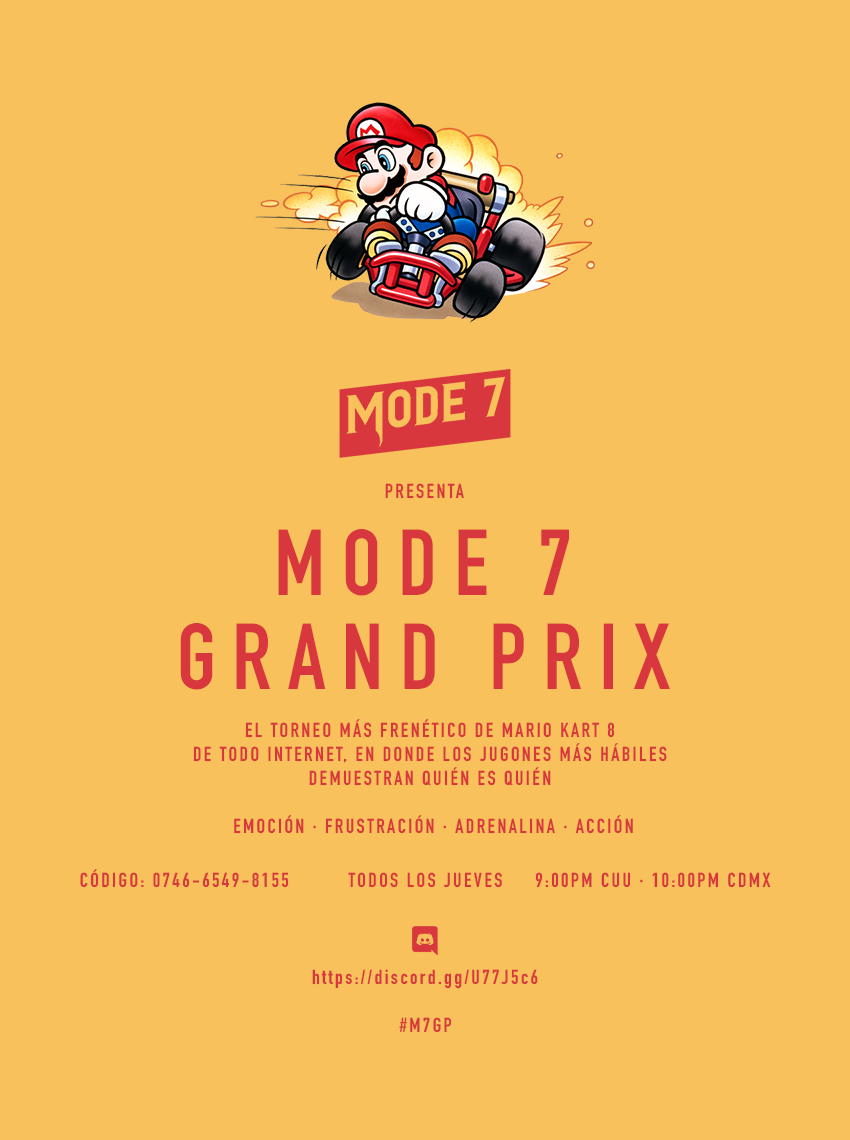 M
MODE 7
PRESENTA
MODE 7
GRAND PRIX
EL TORNEO MÁS FRENÉTICO DE MARIO KART 8
DE TODO INTERNET, EN DONDE LOS JUGONES MÁS HÁBILES
DEMUESTRAN QUIÉN ES QUIÉN
EMOCIÓN · FRUSTRACIÓN · ADRENALINA · ACCIÓN
CÓDIGO: 0746-6549-8155 TODOS LOS JUEVES 9:00PM CUU · 10:00PM CDMX
https://discord.gg/U77J5c6
#M7GP